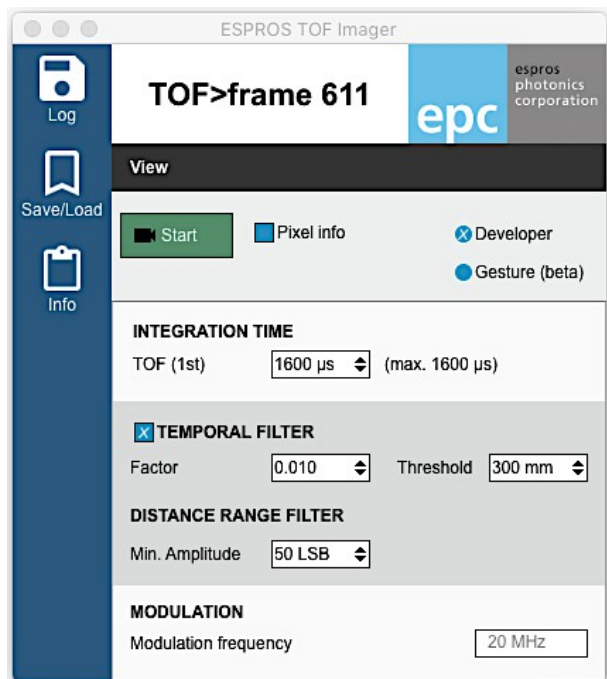 ESPROS TOF Imager
Log
Save/Load
Info
TOF>frame 611
epc
espros
photonics
corporation
View
Start
Pixel info
X Developer
Gesture (beta)
INTEGRATION TIME
TOF (1st) 1600 µs (max. 1600 µs)
X TEMPORAL FILTER
Factor 0.010 Threshold 300 mm
DISTANCE RANGE FILTER
Min. Amplitude 50 LSB
MODULATION
Modulation frequency 20 MHz